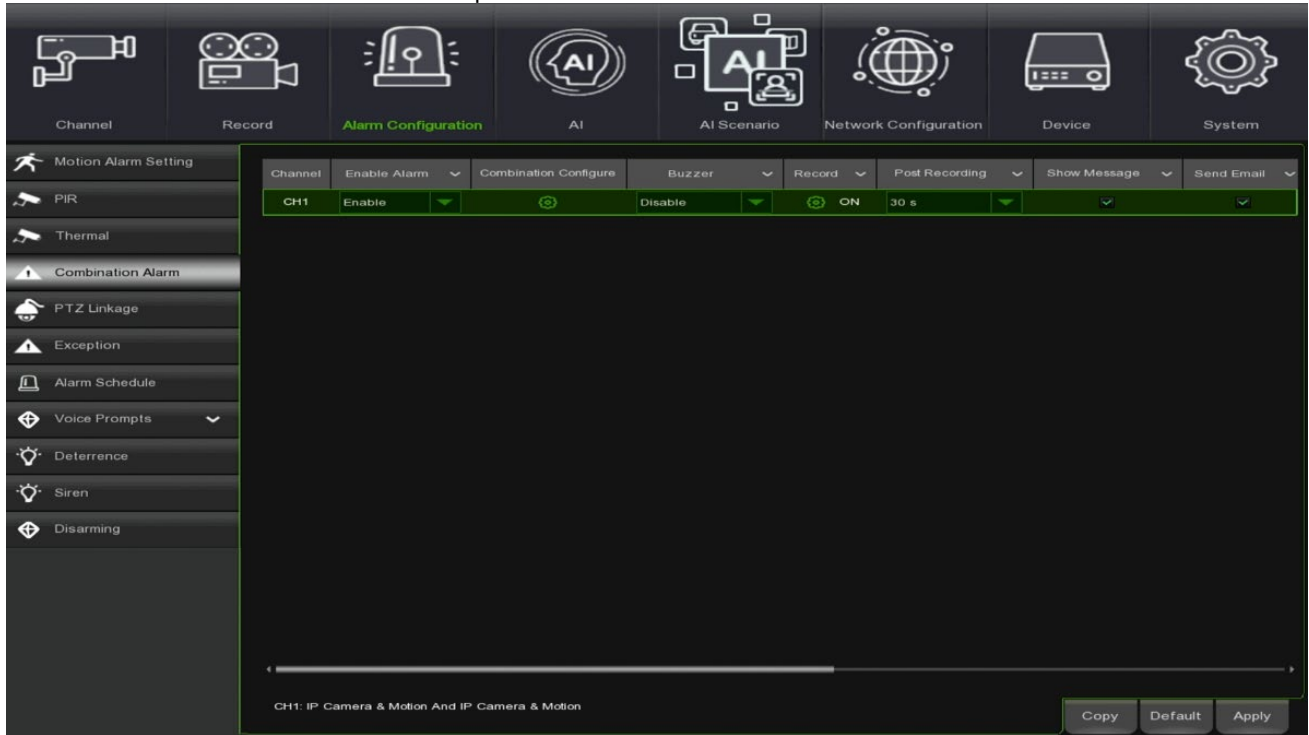 AI
AI
Channel Record Alarm Configuration AI AI Scenario Network Configuration Device System
Motion Alarm Setting
PIR
Thermal
Combination Alarm
PTZ Linkage
Exception
Alarm Schedule
Voice Prompts
Deterrence
Siren
Disarming
Channel Enable Alarm Combination Configure Buzzer Record Post Recording Show Message Send Email
CH1 Enable Disable ON 30 s
CH1: IP Camera & Motion And IP Camera & Motion
Copy Default Apply